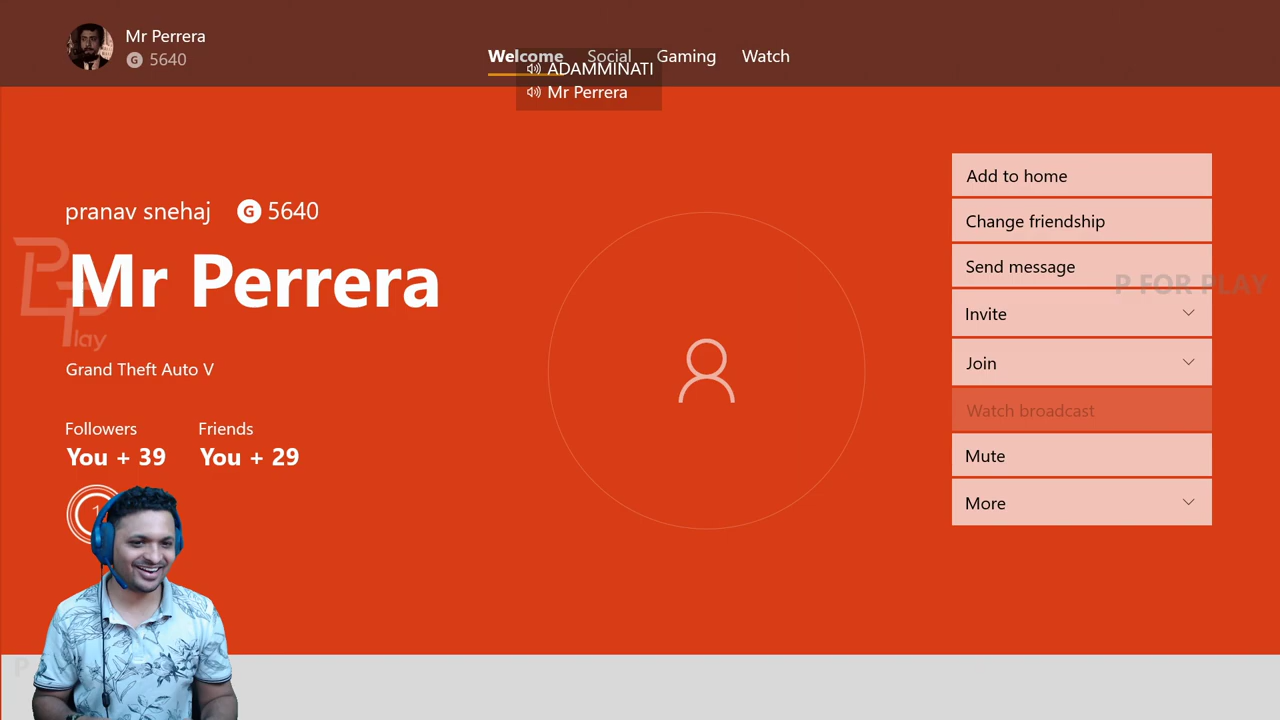 Mr Perrera
G 5640
Welcome Social Gaming Watch
ADAMMINATI
Mr Perrera
pranav snehaj G 5640
Mr Perrera
Play
Grand Theft Auto V
Followers Friends
You + 39 You + 29
1
Add to home
Change friendship
Send message
P FOR PLAY
Invite
Join
Watch broadcast
Mute
More
P